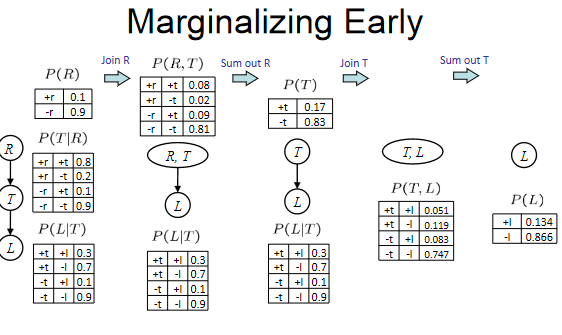 Marginalizing Early
Join R
Sum out R
Join T
Sum out T
P(R)
+r 0.1
-r 0.9
P(T|R)
+r +t 0.8
+r -t 0.2
-r +t 0.1
-r -t 0.9
P(L|T)
+t +l 0.3
+t -l 0.7
-t +l 0.1
-t -l 0.9
R
T
L
P(R,T)
+r +t 0.08
+r -t 0.02
-r +t 0.09
-r -t 0.81
R, T
L
P(L|T)
+t +l 0.3
+t -l 0.7
-t +l 0.1
-t -l 0.9
P(T)
+t 0.17
-t 0.83
T
L
P(L|T)
+t +l 0.3
+t -l 0.7
-t +l 0.1
-t -l 0.9
T, L
P(T, L)
+t +l 0.051
+t -l 0.119
-t +l 0.083
-t -l 0.747
L
P(L)
+l 0.134
-l 0.866